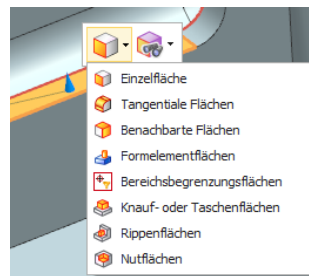 Einzelfläche
Tangentiale Flächen
Benachbarte Flächen
Formelementflächen
Bereichsbegrenzungsflächen
Knauf- oder Taschenflächen
Rippenflächen
Nutflächen